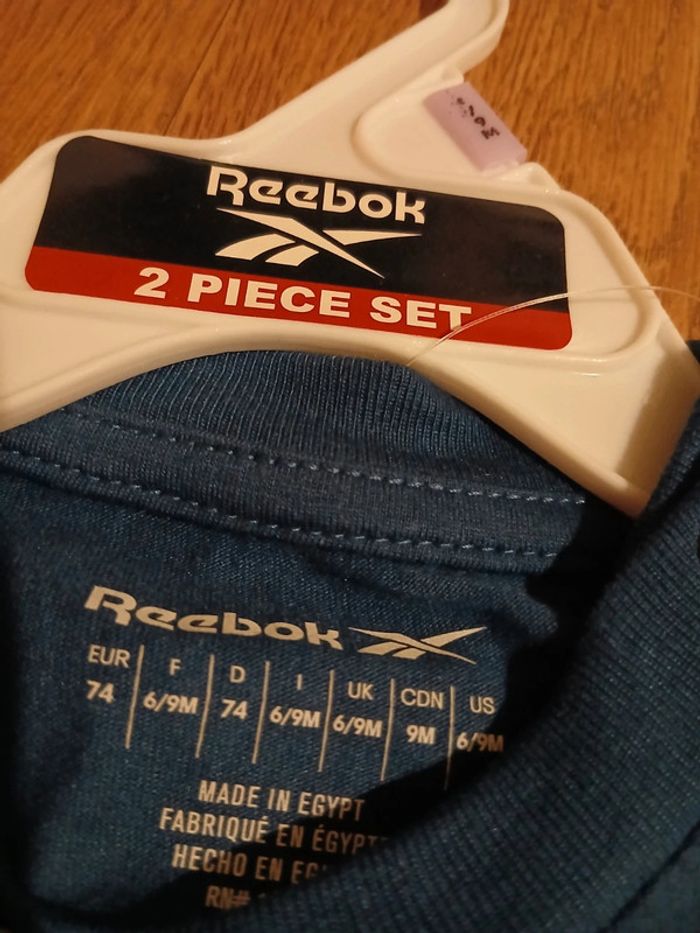 Reebok
2 PIECE SET
Reebok
EUR F D I UK CDN US
74 6/9M 74 6/9M 6/9M 9M 6/9M
MADE IN EGYPT
FABRIQUÉ EN
HECHO EN
RN#